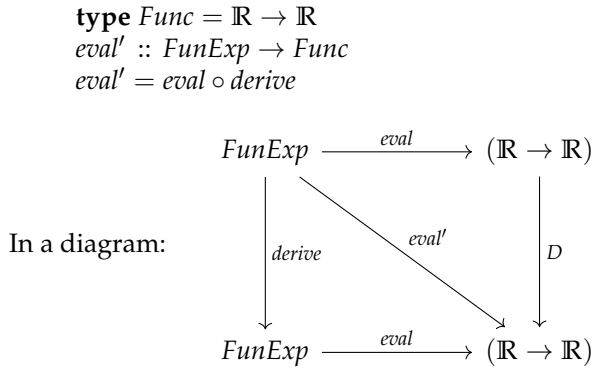 type Func = ℝ → ℝ
eval′ :: FunExp → Func
eval′ = eval ∘ derive
FunExp eval (ℝ → ℝ)
In a diagram: derive eval′ D
FunExp eval (ℝ → ℝ)